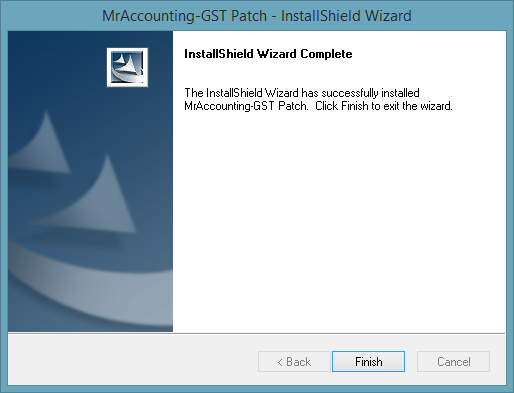 MrAccounting-GST Patch - InstallShield Wizard
InstallShield Wizard Complete
The InstallShield Wizard has successfully installed
MrAccounting-GST Patch. Click Finish to exit the wizard.
< Back
Finish
Cancel